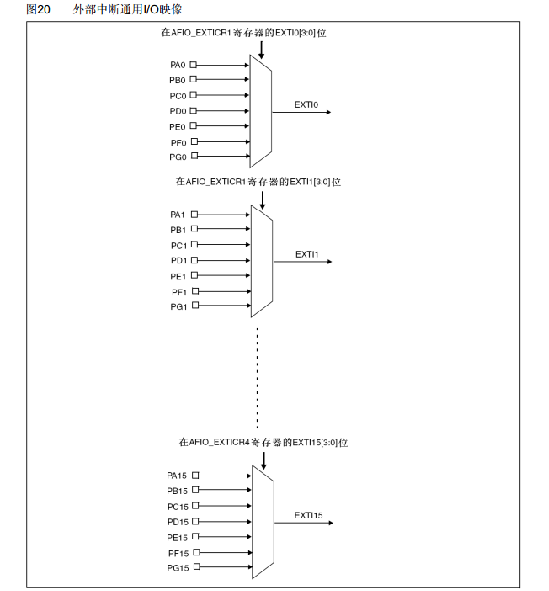 图20 外部中断通用I/O映像
在AFIO_EXTICR1寄存器的EXTI0[3:0]位
PA0
PB0
PC0
PD0
PE0
PF0
PG0
EXTI0
在AFIO_EXTICR1寄存器的EXTI1[3:0]位
PA1
PB1
PC1
PD1
PE1
PF1
PG1
EXTI1
在AFIO_EXTICR4寄存器的EXTI15[3:0]位
PA15
PB15
PC15
PD15
PE15
PF15
PG15
EXTI15